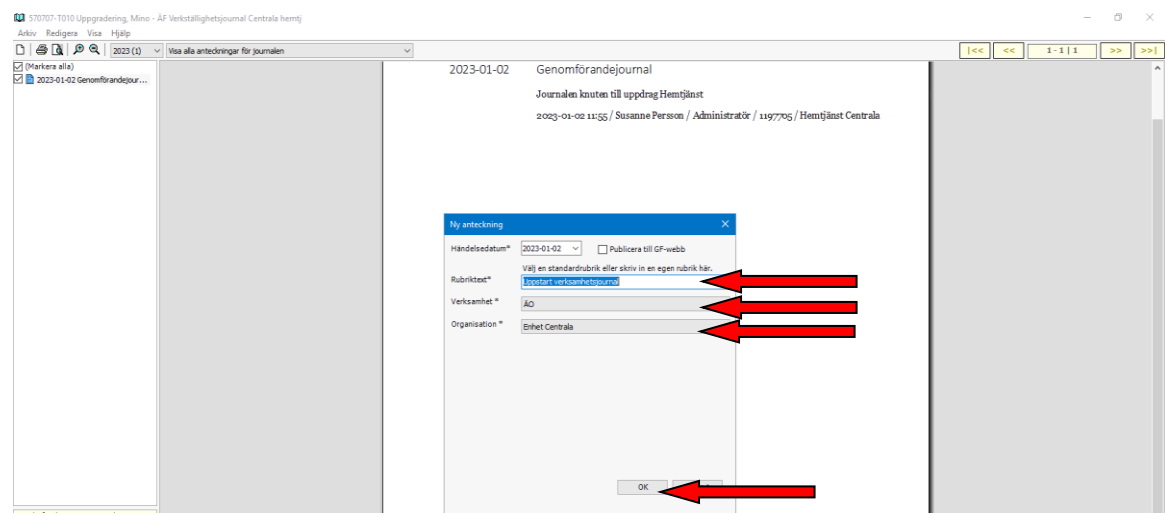 570707-T010 Uppgradering, Mino - ÄF Verkställighetsjournal Centrala hemtj
Arkiv Redigera Visa Hjälp
2023 (1) Visa alla anteckningar för journalen |<< << 1 - 1 | 1 >> >>|
(Markera alla)
2023-01-02 Genomförandejour...
2023-01-02 Genomförandejournal
Journalen knuten till uppdrag Hemtjänst
2023-01-02 11:55 / Susanne Persson / Administratör / 1197705 / Hemtjänst Centrala
Ny anteckning
Händelsedatum* 2023-01-02 Publicera till GF-webb
Välj en standardrubrik eller skriv in en egen rubrik här.
Rubriktext* Uppstart verksamhetsjournal
Verksamhet * ÄO
Organisation * Enhet Centrala
OK